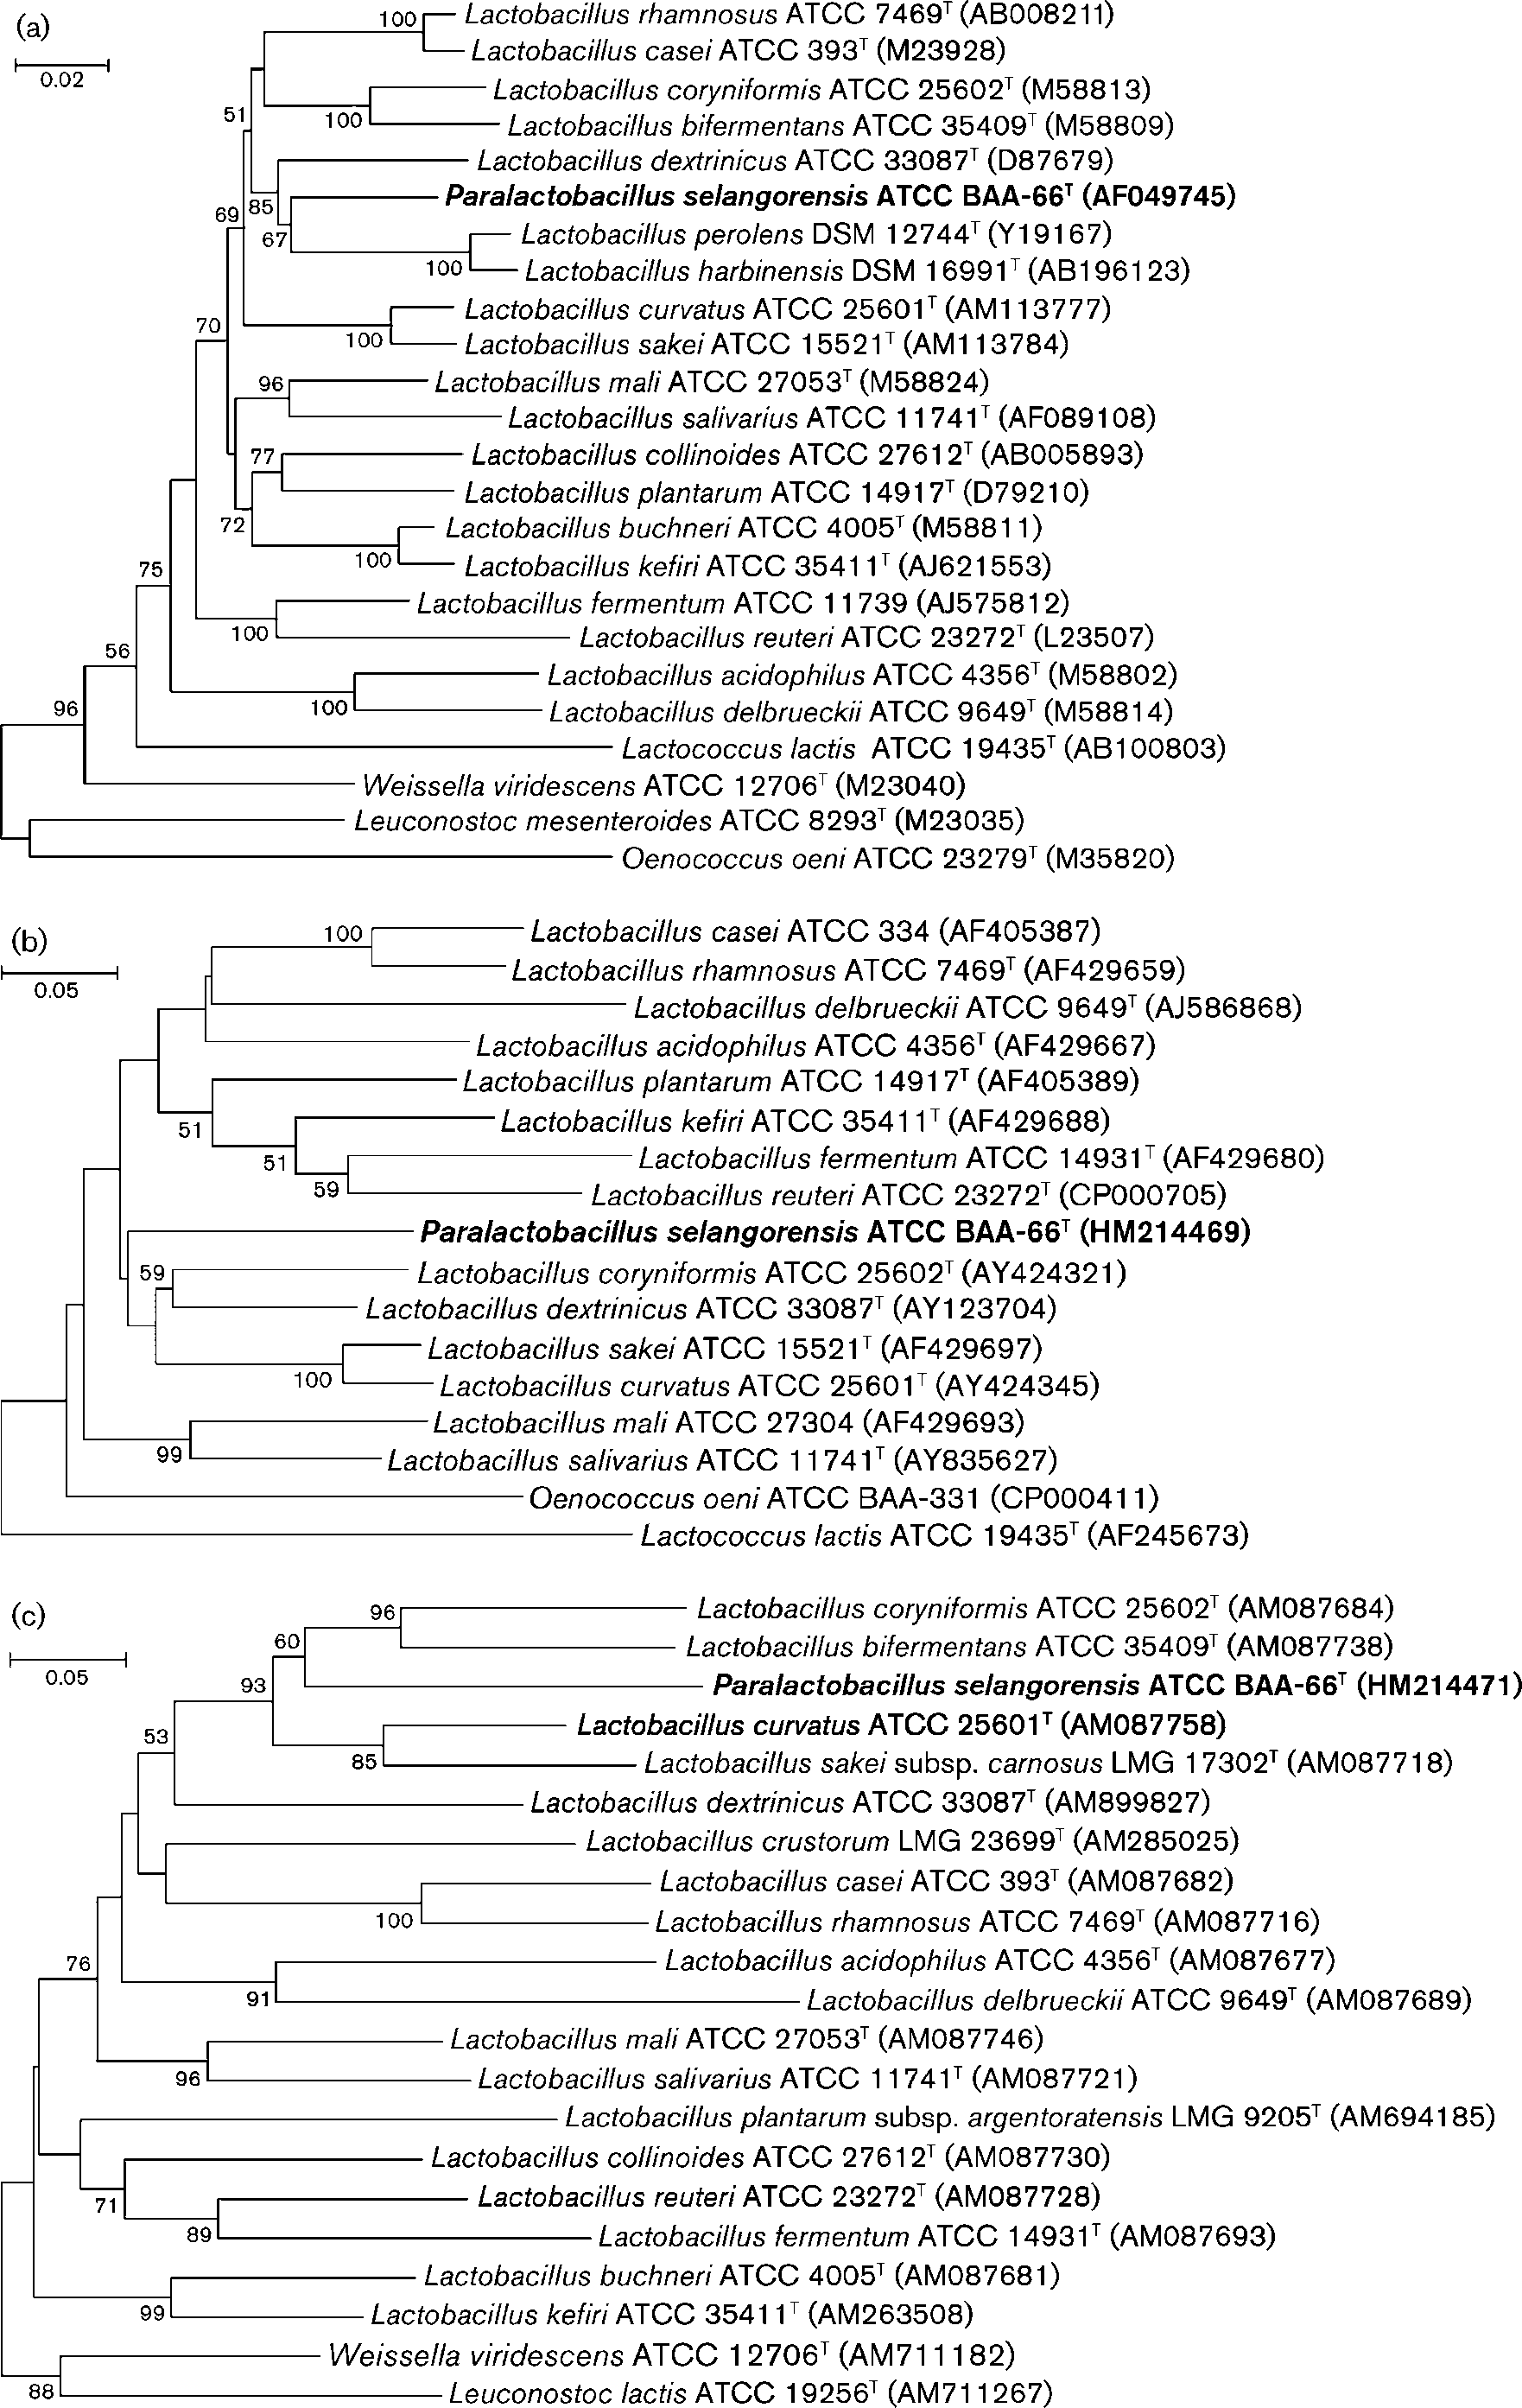 (a)
0.02
100
Lactobacillus rhamnosus ATCC 7469ᵀ (AB008211)
Lactobacillus casei ATCC 393ᵀ (M23928)
Lactobacillus coryniformis ATCC 25602ᵀ (M58813)
51
100
Lactobacillus bifermentans ATCC 35409ᵀ (M58809)
Lactobacillus dextrinicus ATCC 33087ᵀ (D87679)
Paralactobacillus selangorensis ATCC BAA-66ᵀ (AF049745)
69
85
67
Lactobacillus perolens DSM 12744ᵀ (Y19167)
100
Lactobacillus harbinensis DSM 16991ᵀ (AB196123)
Lactobacillus curvatus ATCC 25601ᵀ (AM113777)
70
100
Lactobacillus sakei ATCC 15521ᵀ (AM113784)
96
Lactobacillus mali ATCC 27053ᵀ (M58824)
Lactobacillus salivarius ATCC 11741ᵀ (AF089108)
77
Lactobacillus collinoides ATCC 27612ᵀ (AB005893)
Lactobacillus plantarum ATCC 14917ᵀ (D79210)
72
Lactobacillus buchneri ATCC 4005ᵀ (M58811)
100
Lactobacillus kefiri ATCC 35411ᵀ (AJ621553)
75
Lactobacillus fermentum ATCC 11739 (AJ575812)
100
Lactobacillus reuteri ATCC 23272ᵀ (L23507)
56
Lactobacillus acidophilus ATCC 4356ᵀ (M58802)
96
100
Lactobacillus delbrueckii ATCC 9649ᵀ (M58814)
Lactococcus lactis ATCC 19435ᵀ (AB100803)
Weissella viridescens ATCC 12706ᵀ (M23040)
Leuconostoc mesenteroides ATCC 8293ᵀ (M23035)
Oenococcus oeni ATCC 23279ᵀ (M35820)
(b)
0.05
100
Lactobacillus casei ATCC 334 (AF405387)
Lactobacillus rhamnosus ATCC 7469ᵀ (AF429659)
Lactobacillus delbrueckii ATCC 9649ᵀ (AJ586868)
Lactobacillus acidophilus ATCC 4356ᵀ (AF429667)
Lactobacillus plantarum ATCC 14917ᵀ (AF405389)
51
Lactobacillus kefiri ATCC 35411ᵀ (AF429688)
51
Lactobacillus fermentum ATCC 14931ᵀ (AF429680)
59
Lactobacillus reuteri ATCC 23272ᵀ (CP000705)
Paralactobacillus selangorensis ATCC BAA-66ᵀ (HM214469)
59
Lactobacillus coryniformis ATCC 25602ᵀ (AY424321)
Lactobacillus dextrinicus ATCC 33087ᵀ (AY123704)
Lactobacillus sakei ATCC 15521ᵀ (AF429697)
100
Lactobacillus curvatus ATCC 25601ᵀ (AY424345)
Lactobacillus mali ATCC 27304 (AF429693)
99
Lactobacillus salivarius ATCC 11741ᵀ (AY835627)
Oenococcus oeni ATCC BAA-331 (CP000411)
Lactococcus lactis ATCC 19435ᵀ (AF245673)
(c)
0.05
96
Lactobacillus coryniformis ATCC 25602ᵀ (AM087684)
60
Lactobacillus bifermentans ATCC 35409ᵀ (AM087738)
93
Paralactobacillus selangorensis ATCC BAA-66ᵀ (HM214471)
53
Lactobacillus curvatus ATCC 25601ᵀ (AM087758)
85
Lactobacillus sakei subsp. carnosus LMG 17302ᵀ (AM087718)
Lactobacillus dextrinicus ATCC 33087ᵀ (AM899827)
Lactobacillus crustorum LMG 23699ᵀ (AM285025)
Lactobacillus casei ATCC 393ᵀ (AM087682)
100
Lactobacillus rhamnosus ATCC 7469ᵀ (AM087716)
76
Lactobacillus acidophilus ATCC 4356ᵀ (AM087677)
91
Lactobacillus delbrueckii ATCC 9649ᵀ (AM087689)
Lactobacillus mali ATCC 27053ᵀ (AM087746)
96
Lactobacillus salivarius ATCC 11741ᵀ (AM087721)
Lactobacillus plantarum subsp. argentoratensis LMG 9205ᵀ (AM694185)
Lactobacillus collinoides ATCC 27612ᵀ (AM087730)
71
Lactobacillus reuteri ATCC 23272ᵀ (AM087728)
89
Lactobacillus fermentum ATCC 14931ᵀ (AM087693)
Lactobacillus buchneri ATCC 4005ᵀ (AM087681)
99
Lactobacillus kefiri ATCC 35411ᵀ (AM263508)
Weissella viridescens ATCC 12706ᵀ (AM711182)
88
Leuconostoc lactis ATCC 19256ᵀ (AM711267)